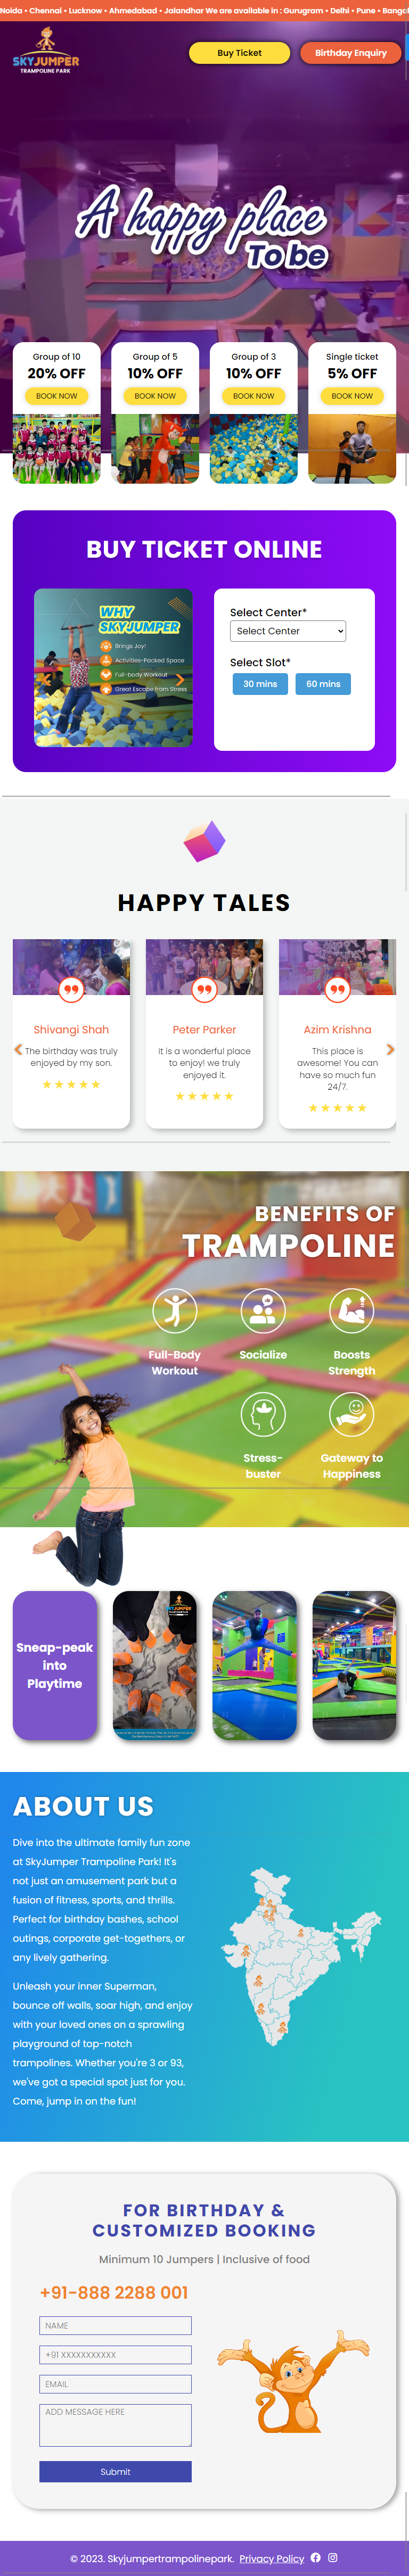 Noida • Chennai • Lucknow • Ahmedabad • Jalandhar We are available in : Gurugram • Delhi • Pune •
SKYJUMPER
TRAMPOLINE PARK
Buy Ticket
Birthday Enquiry
A happy place
To be
Group of 10
20% OFF
BOOK NOW
Group of 5
10% OFF
BOOK NOW
Group of 3
10% OFF
BOOK NOW
Single ticket
5% OFF
BOOK NOW
BUY TICKET ONLINE
WHY
SKYJUMPER
Brings Joy!
Activities-Packed Space
Full-body Workout
Great Escape from Stress
Select Center*
Select Center
Select Slot*
30 mins
60 mins
HAPPY TALES
Shivangi Shah
The birthday was truly
enjoyed by my son.
Peter Parker
It is a wonderful place
to enjoy! we truly
enjoyed it.
Azim Krishna
This place is
awesome! You can
have so much fun
24/7.
BENEFITS OF
TRAMPOLINE
Full-Body
Workout
Socialize
Boosts
Strength
Stress-
buster
Gateway to
Happiness
Sneap-peak
into
Playtime
SKYJUMPER
ABOUT US
Dive into the ultimate family fun zone
at SkyJumper Trampoline Park! It's
not just an amusement park but a
fusion of fitness, sports, and thrills.
Perfect for birthday bashes, school
outings, corporate get-togethers, or
any lively gathering.
Unleash your inner Superman,
bounce off walls, soar high, and enjoy
with your loved ones on a sprawling
playground of top-notch
trampolines. Whether you're 3 or 93,
we've got a special spot just for you.
Come, jump in on the fun!
FOR BIRTHDAY &
CUSTOMIZED BOOKING
Minimum 10 Jumpers | Inclusive of food
+91-888 2288 001
NAME
+91 XXXXXXXXXXX
EMAIL
ADD MESSAGE HERE
Submit
© 2023. Skyjumpertrampolinepark. Privacy Policy